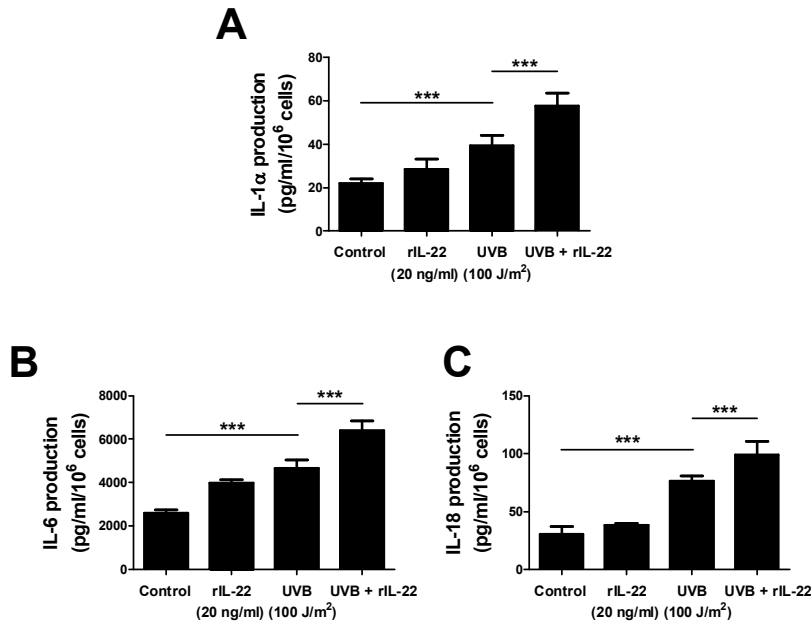 A
IL-1α production
(pg/ml/10⁶ cells)
80
60
40
20
0
***
***
Control rIL-22 UVB UVB + rIL-22
(20 ng/ml) (100 J/m²)
B
IL-6 production
(pg/ml/10⁶ cells)
8000
6000
4000
2000
0
***
***
Control rIL-22 UVB UVB + rIL-22
(20 ng/ml) (100 J/m²)
C
IL-18 production
(pg/ml/10⁶ cells)
150
100
50
0
***
***
Control rIL-22 UVB UVB + rIL-22
(20 ng/ml) (100 J/m²)